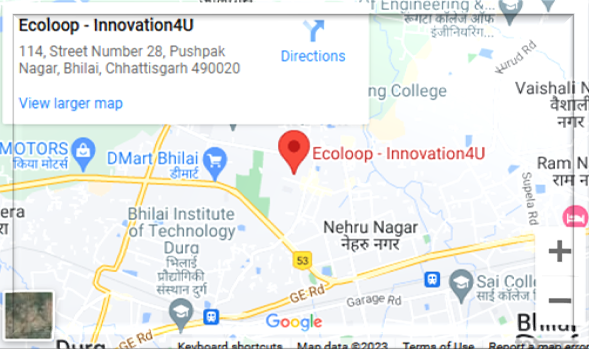 Ecoloop - Innovation4U
114, Street Number 28, Pushpak
Nagar, Bhilai, Chhattisgarh 490020
Directions
View larger map
Of Engineering &...
रूंगटा कॉलेज ऑफ
इंजीनियरिंग...
Kurud Rd
ng College
Vaishali N
वैशाली
नगर
MOTORS
किया मोटर्स
DMart Bhilai
डीमार्ट
Ecoloop - Innovation4U
Ram N
राम न
Supela Rd
era
रा
Bhilai Institute
of Technology
Durg
भिलाई
प्रौद्योगिकी
संस्थान दुर्ग
Nehru Nagar
नेहरू नगर
53
GE Rd
Garage Rd
Sai Coll
साई कॉलेज
+
−
GE Rd
Google
Durg
Bhilai
Keyboard shortcuts
Map data ©2023
Terms of Use
Report a map error